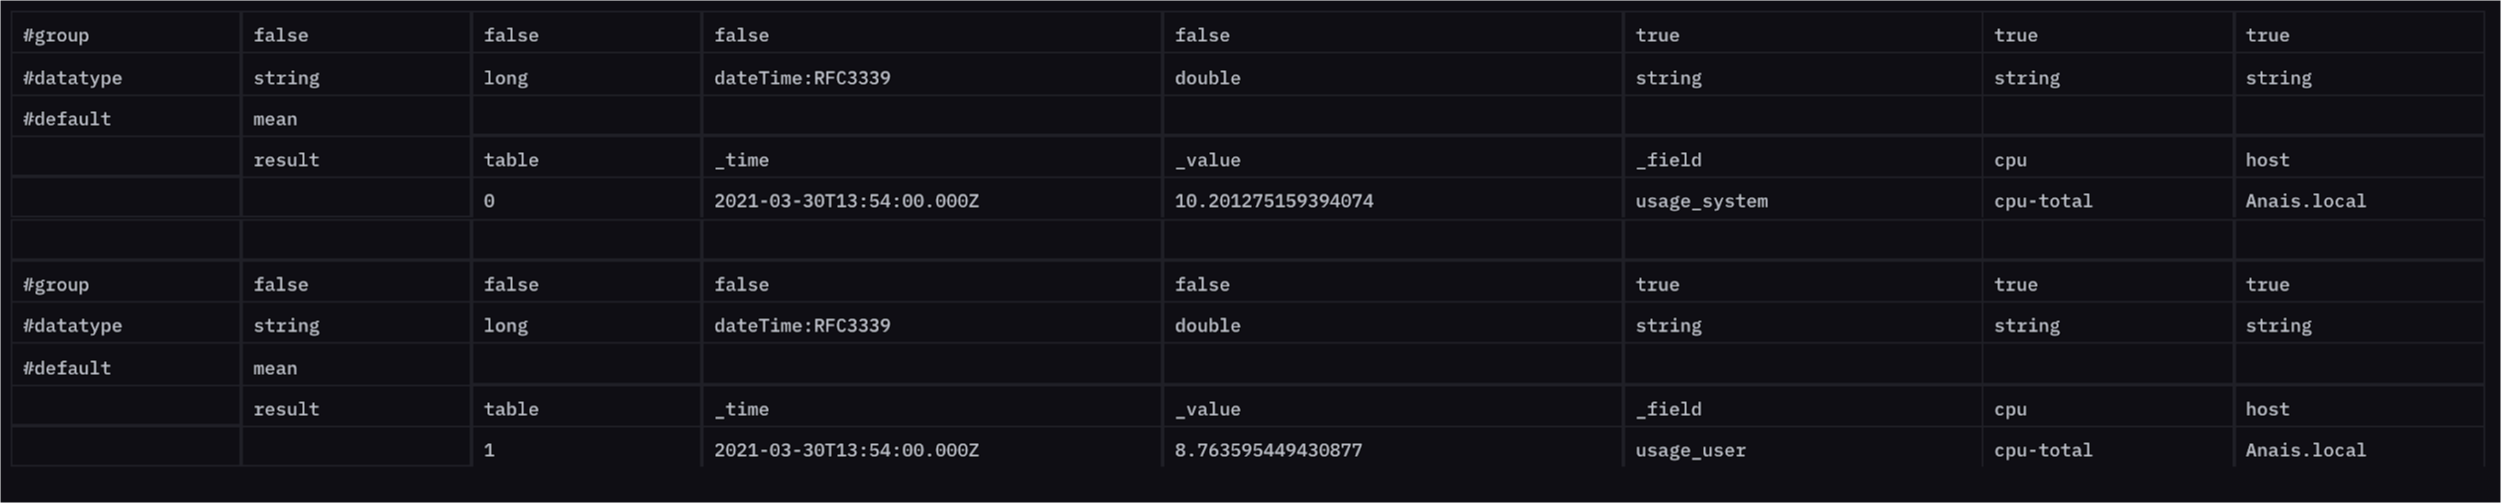 #group false false false false true true true
#datatype string long dateTime:RFC3339 double string string string
#default mean
result table _time _value _field cpu host
0 2021-03-30T13:54:00.000Z 10.201275159394074 usage_system cpu-total Anais.local
#group false false false false true true true
#datatype string long dateTime:RFC3339 double string string string
#default mean
result table _time _value _field cpu host
1 2021-03-30T13:54:00.000Z 8.763595449430877 usage_user cpu-total Anais.local